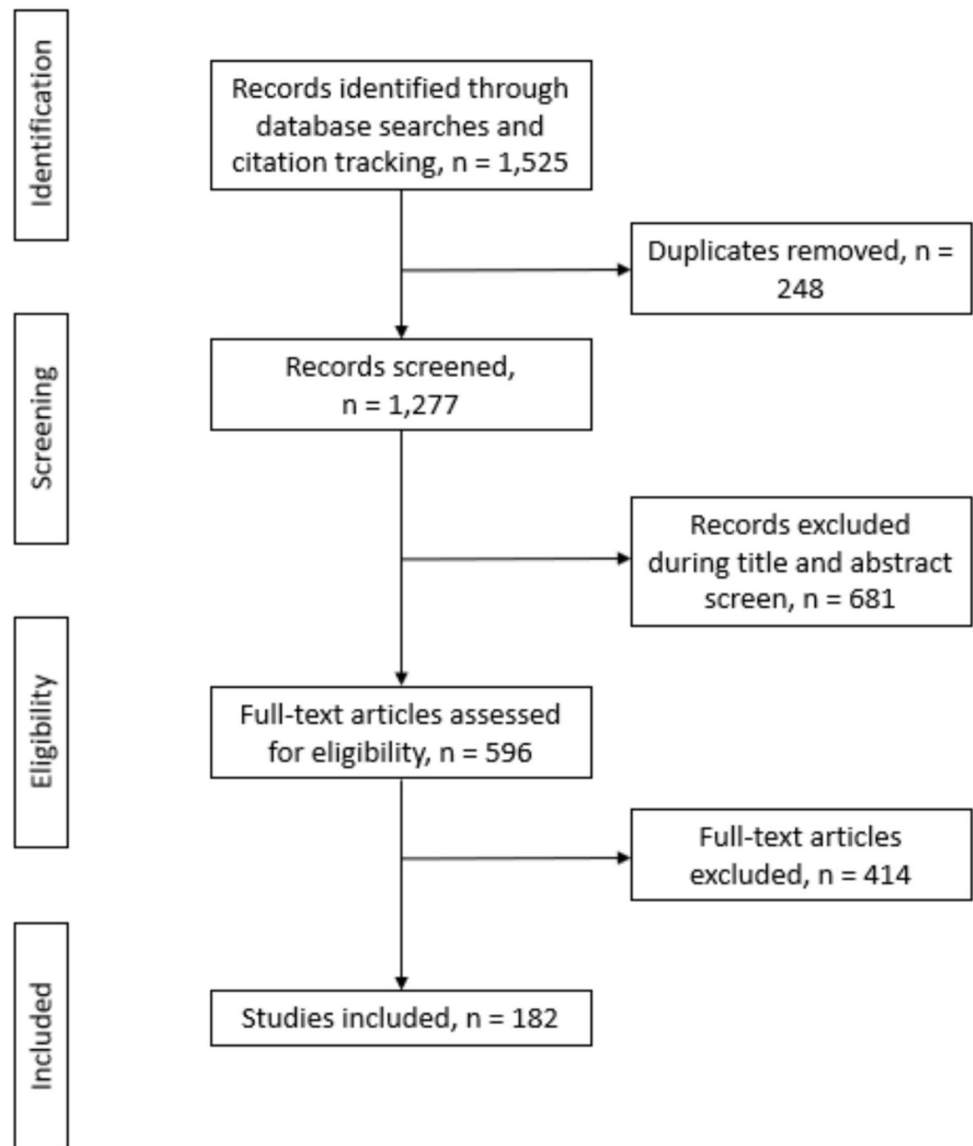 Identification
Records identified through
database searches and
citation tracking, n = 1,525
Duplicates removed, n =
248
Screening
Records screened,
n = 1,277
Records excluded
during title and abstract
screen, n = 681
Eligibility
Full-text articles assessed
for eligibility, n = 596
Full-text articles
excluded, n = 414
Included
Studies included, n = 182